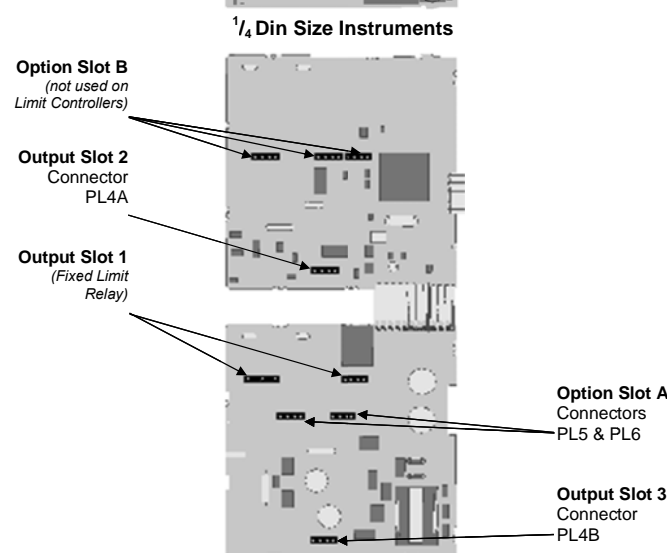 1/4 Din Size Instruments
Option Slot B
(not used on
Limit Controllers)
Output Slot 2
Connector
PL4A
Output Slot 1
(Fixed Limit
Relay)
Option Slot A
Connectors
PL5 & PL6
Output Slot 3
Connector
PL4B